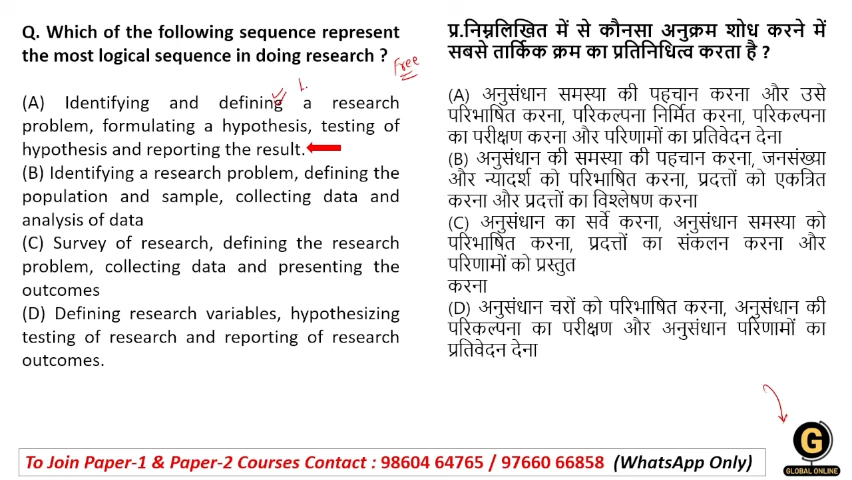 Q. Which of the following sequence represent
the most logical sequence in doing research ?
Free
(A) Identifying and defining a research
problem, formulating a hypothesis, testing of
hypothesis and reporting the result.
(B) Identifying a research problem, defining the
population and sample, collecting data and
analysis of data
(C) Survey of research, defining the research
problem, collecting data and presenting the
outcomes
(D) Defining research variables, hypothesizing
testing of research and reporting of research
outcomes.
प्र.निम्नलिखित में से कौनसा अनुक्रम शोध करने में
सबसे तार्किक क्रम का प्रतिनिधित्व करता है ?
(A) अनुसंधान समस्या की पहचान करना और उसे
परिभाषित करना, परिकल्पना निर्मित करना, परिकल्पना
का परीक्षण करना और परिणामों का प्रतिवेदन देना
(B) अनुसंधान की समस्या की पहचान करना, जनसंख्या
और न्यादर्श को परिभाषित करना, प्रदत्तों को एकत्रित
करना और प्रदत्तों का विश्लेषण करना
(C) अनुसंधान का सर्वे करना, अनुसंधान समस्या को
परिभाषित करना, प्रदत्तों का संकलन करना और
परिणामों को प्रस्तुत
करना
(D) अनुसंधान चरों को परिभाषित करना, अनुसंधान की
परिकल्पना का परीक्षण और अनुसंधान परिणामों का
प्रतिवेदन देना
To Join Paper-1 & Paper-2 Courses Contact : 98604 64765 / 97660 66858 (WhatsApp Only)
G
GLOBAL ONLINE